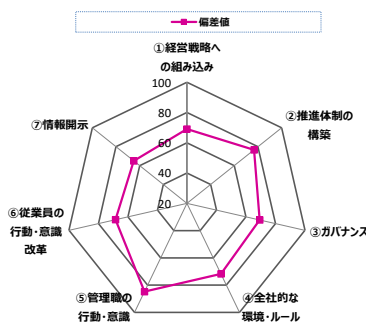 偏差値
①経営戦略へ
の組み込み
②推進体制の
構築
③ガバナンス
④全社的な
環境・ルール
⑤管理職の
行動・意識
⑥従業員の
行動・意識
改革
⑦情報開示
100
80
60
40
20